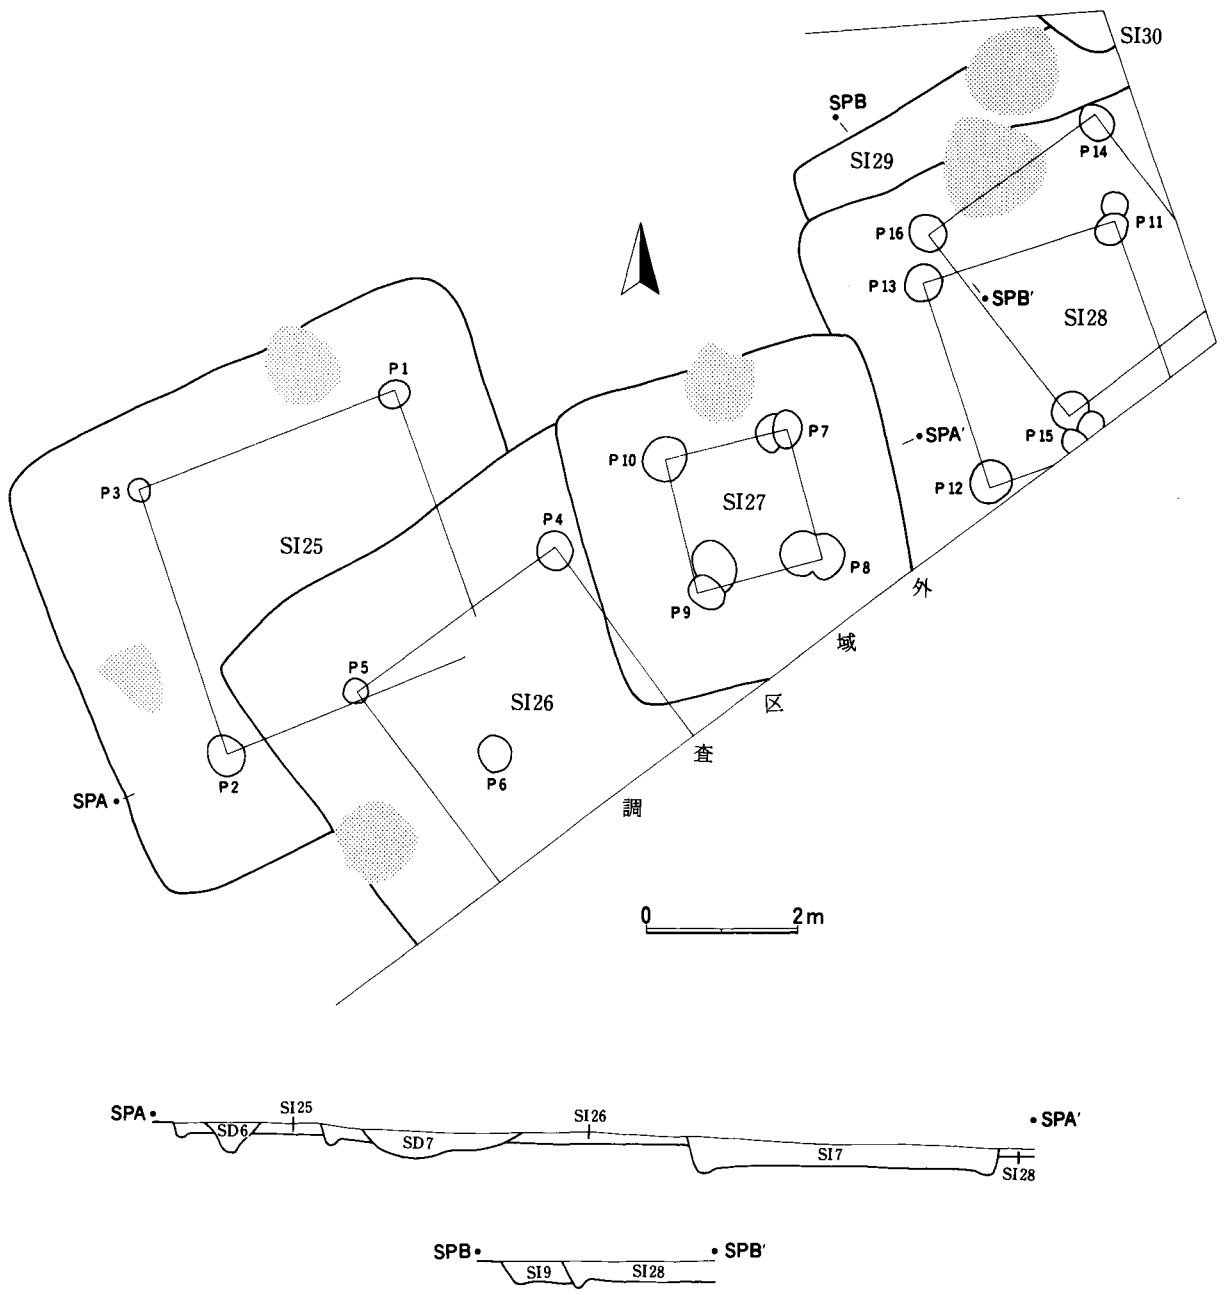 SI30
SPB
SI29
P14
P16
P11
P13
SPB′
SI28
P1
P7
P10
SPA′
P15
P3
SI27
P12
P4
SI25
P8
P9
外
域
P5
SI26
区
査
P6
P2
SPA
調
0 2m
SPA SI25 SI26 SPA′
SD6 SD7 SI7 SI28
SPB SPB′
SI9 SI28